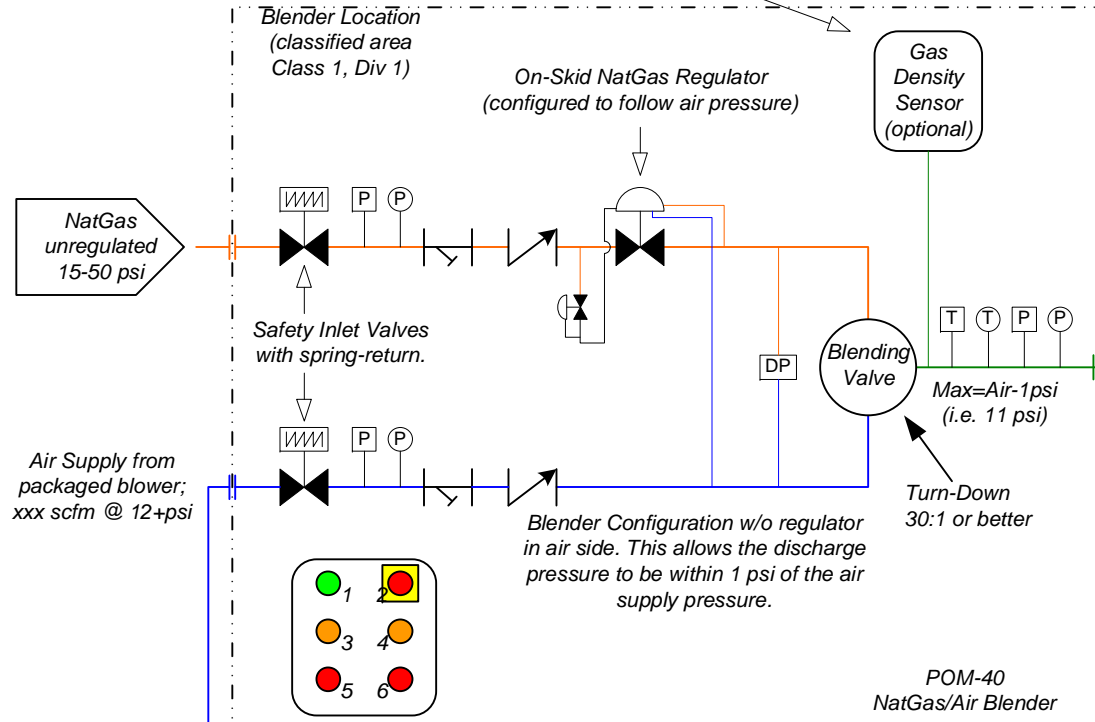 Blender Location
(classified area
Class 1, Div 1)
On-Skid NatGas Regulator
(configured to follow air pressure)
Gas
Density
Sensor
(optional)
NatGas
unregulated
15-50 psi
P
P
Safety Inlet Valves
with spring-return.
DP
Blending
Valve
T
T
P
P
Max=Air-1psi
(i.e. 11 psi)
P
P
Air Supply from
packaged blower;
xxx scfm @ 12+psi
Turn-Down
30:1 or better
Blender Configuration w/o regulator
in air side. This allows the discharge
pressure to be within 1 psi of the air
supply pressure.
1
2
3
4
5
6
POM-40
NatGas/Air Blender